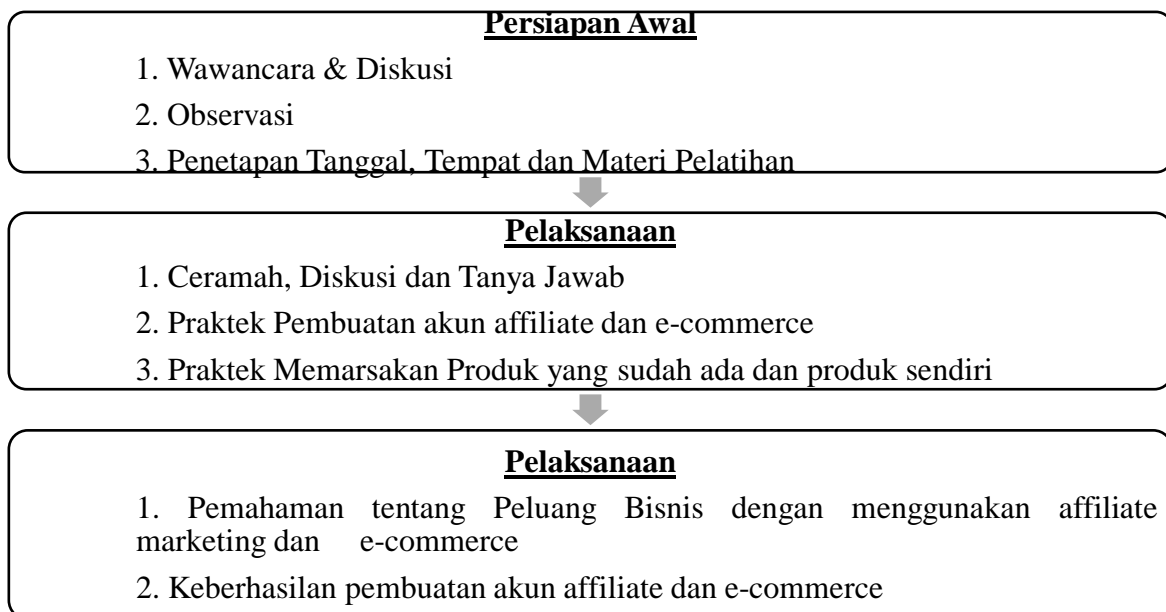 Persiapan Awal
1. Wawancara & Diskusi
2. Observasi
3. Penetapan Tanggal, Tempat dan Materi Pelatihan
Pelaksanaan
1. Ceramah, Diskusi dan Tanya Jawab
2. Praktek Pembuatan akun affiliate dan e-commerce
3. Praktek Memarsakan Produk yang sudah ada dan produk sendiri
Pelaksanaan
1. Pemahaman tentang Peluang Bisnis dengan menggunakan affiliate
marketing dan e-commerce
2. Keberhasilan pembuatan akun affiliate dan e-commerce